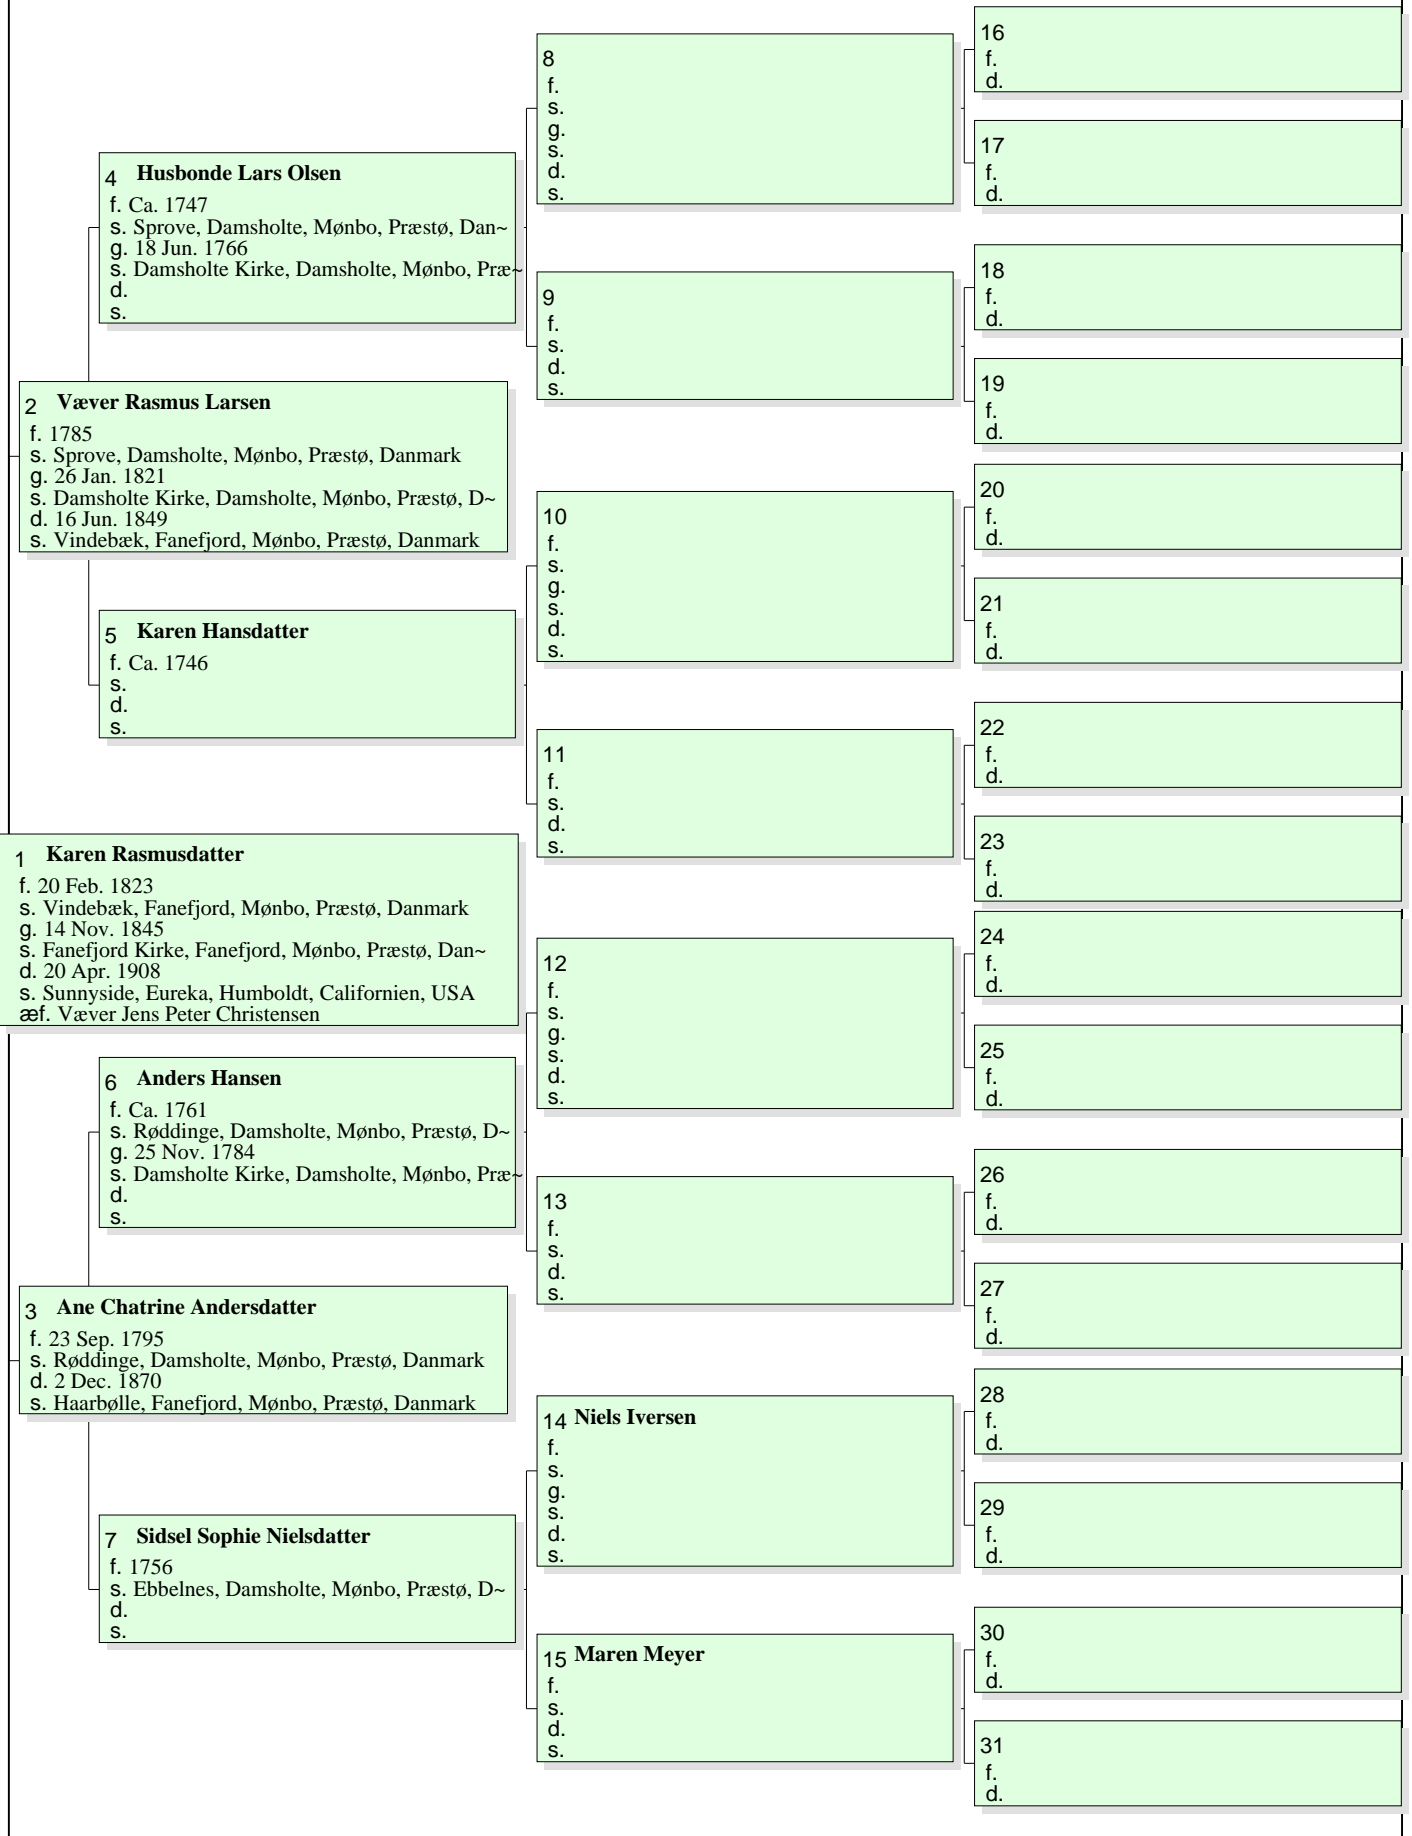 4 Husbonde Lars Olsen
f. Ca. 1747
s. Sprove, Damsholte, Mønbo, Præstø, Dan~
g. 18 Jun. 1766
s. Damsholte Kirke, Damsholte, Mønbo, Præ~
d.
s.
2 Væver Rasmus Larsen
f. 1785
s. Sprove, Damsholte, Mønbo, Præstø, Danmark
g. 26 Jan. 1821
s. Damsholte Kirke, Damsholte, Mønbo, Præstø, D~
d. 16 Jun. 1849
s. Vindebæk, Fanefjord, Mønbo, Præstø, Danmark
5 Karen Hansdatter
f. Ca. 1746
s.
d.
s.
1 Karen Rasmusdatter
f. 20 Feb. 1823
s. Vindebæk, Fanefjord, Mønbo, Præstø, Danmark
g. 14 Nov. 1845
s. Fanefjord Kirke, Fanefjord, Mønbo, Præstø, Dan~
d. 20 Apr. 1908
s. Sunnyside, Eureka, Humboldt, Californien, USA
æf. Væver Jens Peter Christensen
6 Anders Hansen
f. Ca. 1761
s. Røddinge, Damsholte, Mønbo, Præstø, D~
g. 25 Nov. 1784
s. Damsholte Kirke, Damsholte, Mønbo, Præ~
d.
s.
3 Ane Chatrine Andersdatter
f. 23 Sep. 1795
s. Røddinge, Damsholte, Mønbo, Præstø, Danmark
d. 2 Dec. 1870
s. Haarbølle, Fanefjord, Mønbo, Præstø, Danmark
7 Sidsel Sophie Nielsdatter
f. 1756
s. Ebbelnes, Damsholte, Mønbo, Præstø, D~
d.
s.
8
f.
s.
g.
s.
d.
s.
9
f.
s.
d.
s.
10
f.
s.
g.
s.
d.
s.
11
f.
s.
d.
s.
12
f.
s.
g.
s.
d.
s.
13
f.
s.
d.
s.
14 Niels Iversen
f.
s.
g.
s.
d.
s.
15 Maren Meyer
f.
s.
d.
s.
16
f.
d.
17
f.
d.
18
f.
d.
19
f.
d.
20
f.
d.
21
f.
d.
22
f.
d.
23
f.
d.
24
f.
d.
25
f.
d.
26
f.
d.
27
f.
d.
28
f.
d.
29
f.
d.
30
f.
d.
31
f.
d.